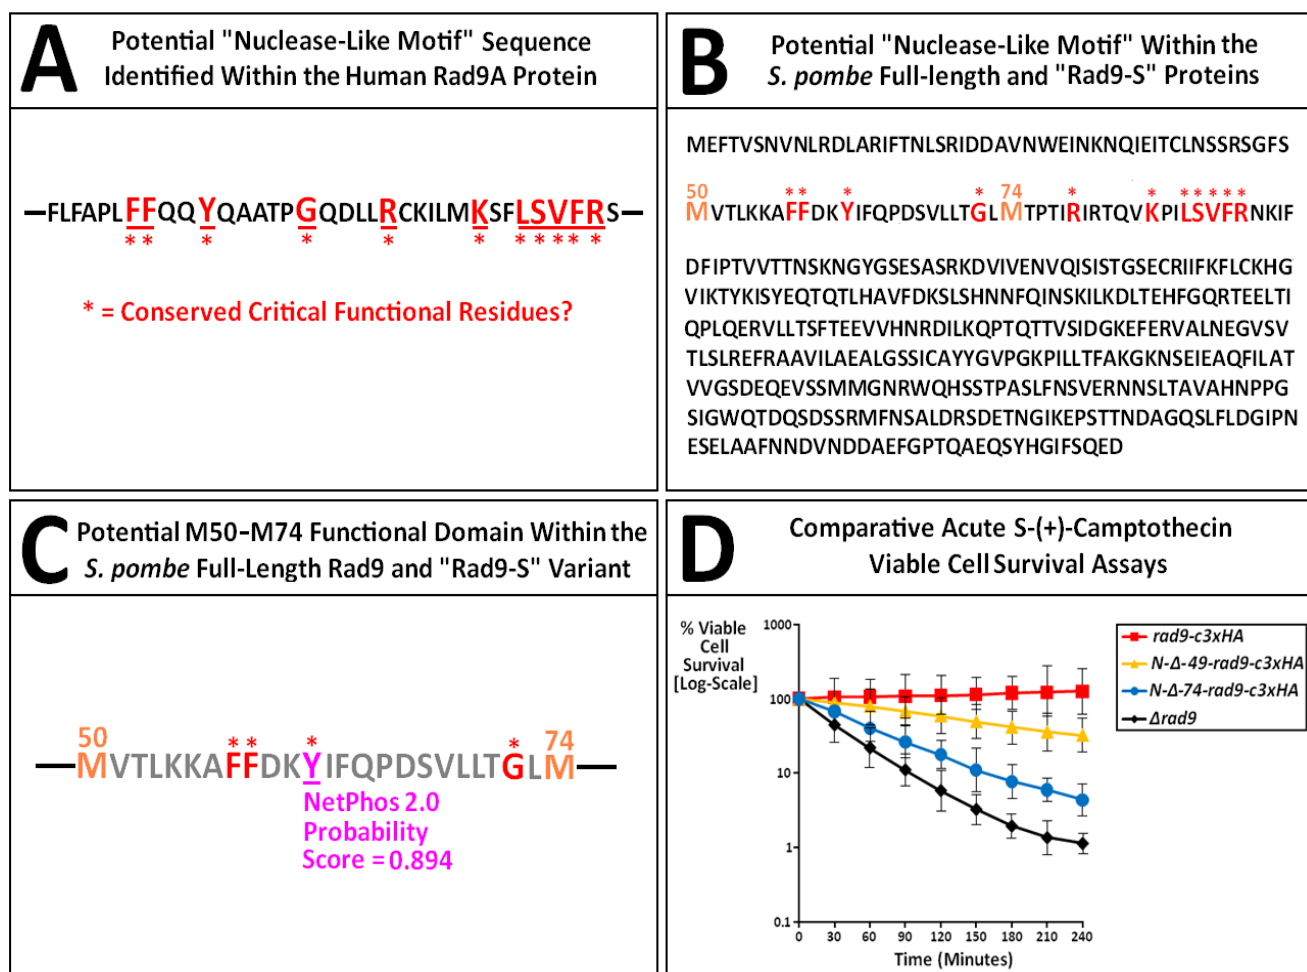 A
Potential "Nuclease-Like Motif" Sequence
Identified Within the Human Rad9A Protein
FLFAPLFFQQYQAATPGQDLLRCKILMKSFLSVFRS
* * * * * * * * * * *
* = Conserved Critical Functional Residues?
B
Potential "Nuclease-Like Motif" Within the
S. pombe Full-length and "Rad9-S" Proteins
MEFTVSNVNLRDLARIFTNLSRIDDAVNWEINKNQIEITCLNSSRSGFS
50 * * * * 74 * * * * * * *
MVTLKKAFFDKYIFQPDSVLLTGLMTPTIRIRTQVKPILSVFRNKIF
DFIPTVVTTNSKNGYGSESASRKDVIVENVQISISTGSECRIIFKFLCKHG
VIKTYKISYEQTQTLHAVFDKSLSHNNFQINSKILKDLTEHFGQRTEELTI
QPLQERVLLTSFTEEVVHNRDILKQPTQTTVSIDGKEFERVALNEGVSV
TLSLREFRAAVILAEALGSSICAYYGVPGKPILLTFAKGKNSEIEAQFILAT
VVGSDEQEVSSMMGNRWQHSSTPASLFNSVERNNSLTAVAHNPPG
SIGWQTDQSDSSRMFNSALDRSDETNGIKEPSTTNDAGQSLFLDGIPN
ESELAAFNNDVNDDAEFGPTQAEQSYHGIFSQED
C
Potential M50–M74 Functional Domain Within the
S. pombe Full-Length Rad9 and "Rad9-S" Variant
50 * * * * 74
MVTLKKAFFDKYIFQPDSVLLTGLM
NetPhos 2.0
Probability
Score = 0.894
D
Comparative Acute S-(+)-Camptothecin
Viable Cell Survival Assays
% Viable
Cell
Survival
[Log-Scale]
1000
100
10
1
0.1
0 30 60 90 120 150 180 210 240
Time (Minutes)
rad9-c3xHA
N-Δ-49-rad9-c3xHA
N-Δ-74-rad9-c3xHA
Δrad9